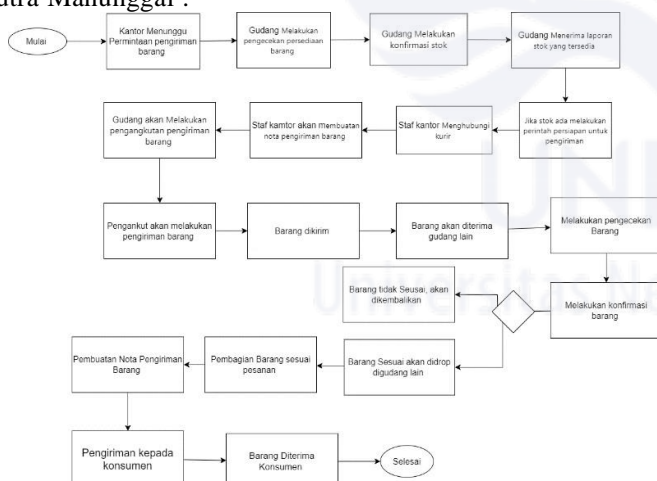 utra Manunggal :
Mulai
Kantor Menunggu
Permintaan pengiriman
barang
Gudang Melakukan
pengecekan persediaan
barang
Gudang Melakukan
konfirmasi stok
Gudang Menerima laporan
stok yang tersedia
Gudang akan Melakukan
pengangkutan pengiriman
barang
Staf kamtor akan membuatan
nota pengiriman barang
Staf kantor Menghubungi
kurir
Jika stok ada melakukan
perintah persiapan untuk
pengiriman
Pengankut akan melakukan
pengiriman barang
Barang dikirim
Barang akan diterima
gudang lain
Melakukan pengecekan
Barang
Barang tidak Seusai, akan
dikembalikan
Melakukan konfirmasi
barang
Pembuatan Nota Pengiriman
Barang
Pembagian Barang sesuai
pesanan
Barang Sesuai akan didrop
digudang lain
Pengiriman kepada
konsumen
Barang Diterima
Konsumen
Selesai
UNI
Universitas Na